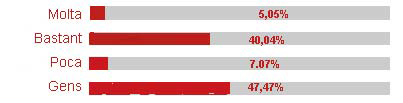 Molta 5,05%
Bastant 40,04%
Poca 7.07%
Gens 47,47%